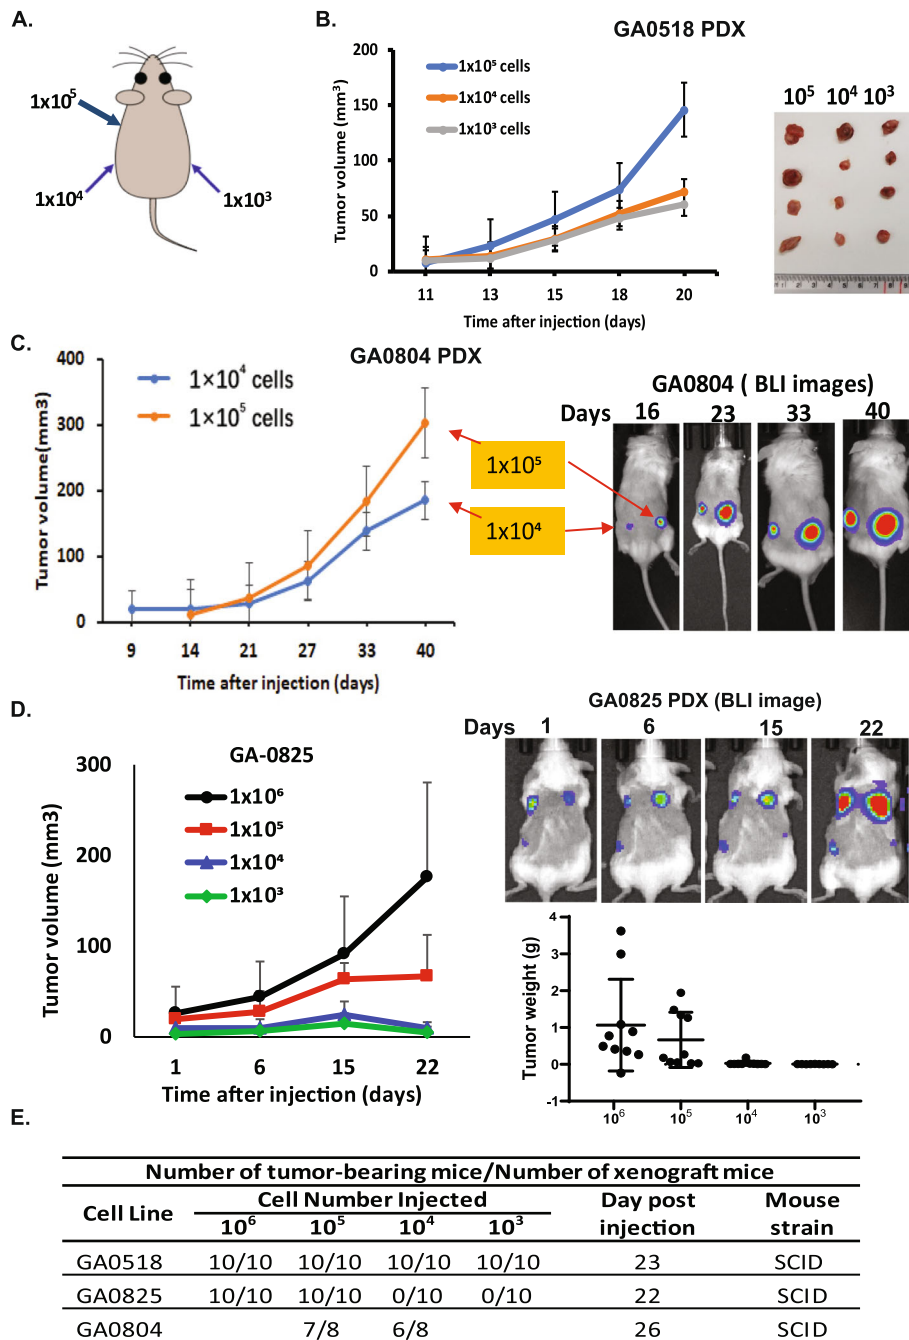 A.
1x10⁵
1x10⁴
1x10³
B.
GA0518 PDX
Tumor volume (mm³)
200
150
100
50
0
1x10⁵ cells
1x10⁴ cells
1x10³ cells
11 13 15 18 20
Time after injection (days)
10⁵ 10⁴ 10³
C.
GA0804 PDX
Tumor volume(mm3)
400
300
200
100
0
1×10⁴ cells
1×10⁵ cells
9 14 21 27 33 40
Time after injection (days)
1x10⁵
1x10⁴
GA0804 ( BLI images)
Days 16 23 33 40
D.
GA-0825
Tumor volume (mm3)
300
200
100
0
1x10⁶
1x10⁵
1x10⁴
1x10³
1 6 15 22
Time after injection (days)
GA0825 PDX (BLI image)
Days 1 6 15 22
Tumor weight (g)
4
3
2
1
0
-1
10⁶ 10⁵ 10⁴ 10³
E.
Number of tumor-bearing mice/Number of xenograft mice
Cell Line Cell Number Injected Day post injection Mouse strain
10⁶ 10⁵ 10⁴ 10³
GA0518 10/10 10/10 10/10 10/10 23 SCID
GA0825 10/10 10/10 0/10 0/10 22 SCID
GA0804 7/8 6/8 26 SCID